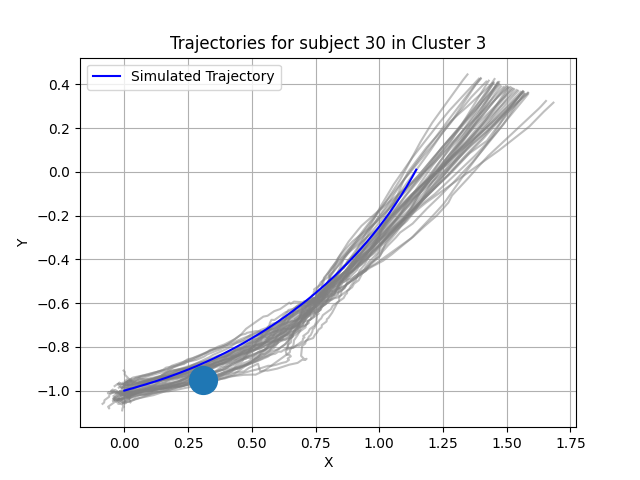 Trajectories for subject 30 in Cluster 3
Simulated Trajectory
Y
0.4
0.2
0.0
−0.2
−0.4
−0.6
−0.8
−1.0
0.00 0.25 0.50 0.75 1.00 1.25 1.50 1.75
X